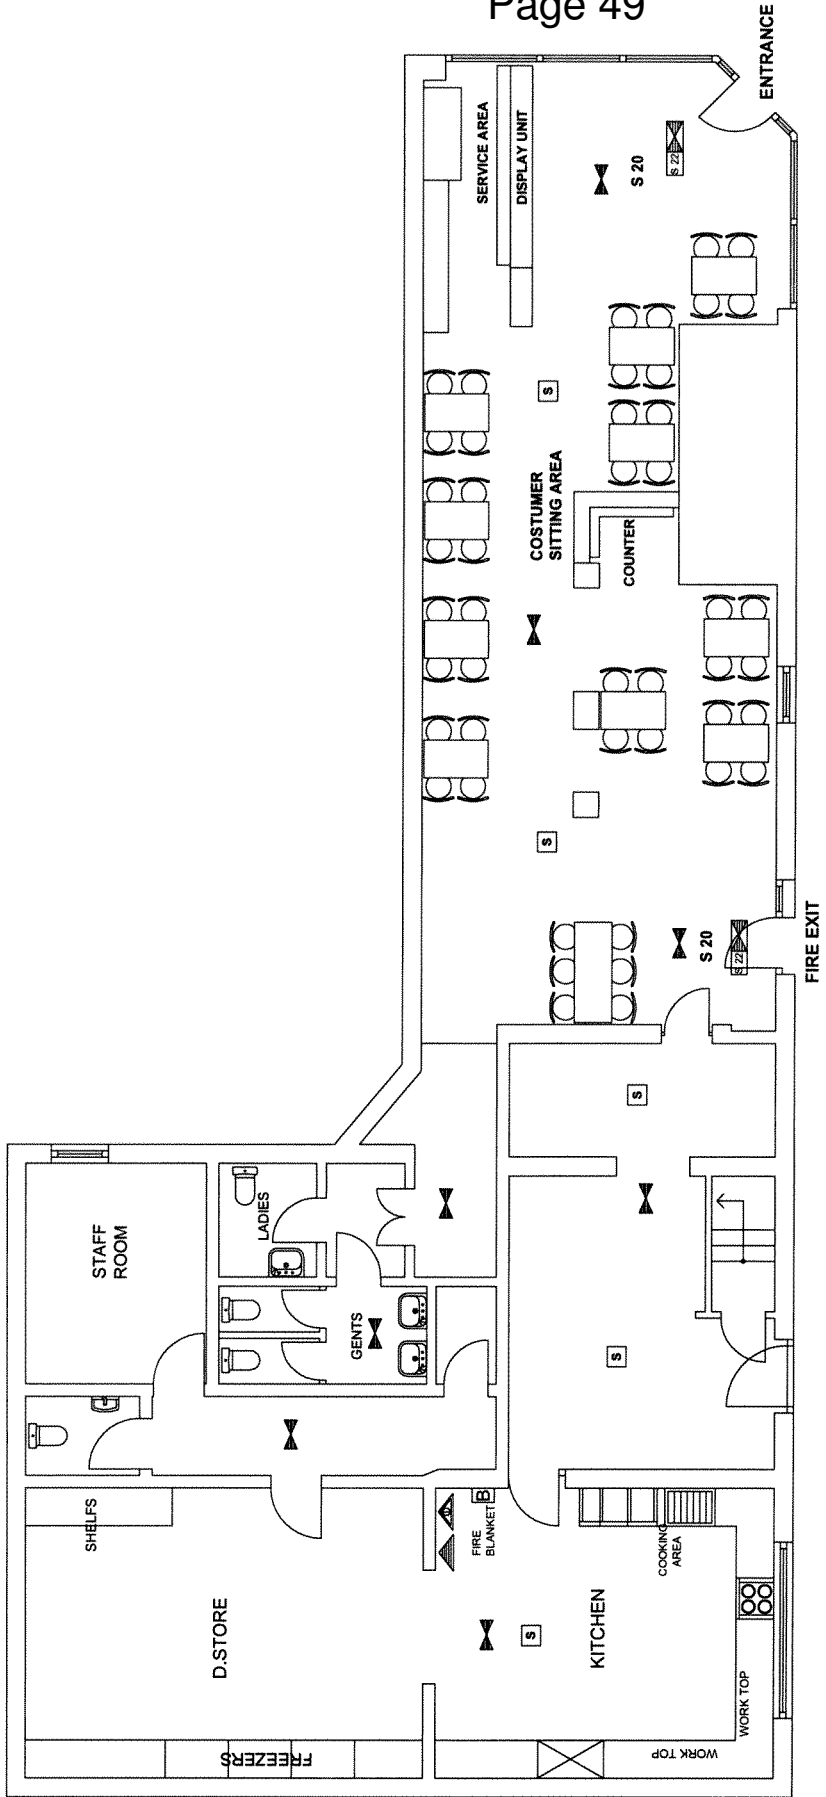 Page 49
ENTRANCE
SERVICE AREA
DISPLAY UNIT
S 20
S 22
S
COSTUMER
SITTING AREA
COUNTER
S
S 20
S 22
FIRE EXIT
S
STAFF
ROOM
LADIES
GENTS
S
SHELFS
FIRE
BLANKET
B
COOKING
AREA
D.STORE
S
KITCHEN
WORK TOP
WORK TOP
FREEZERS